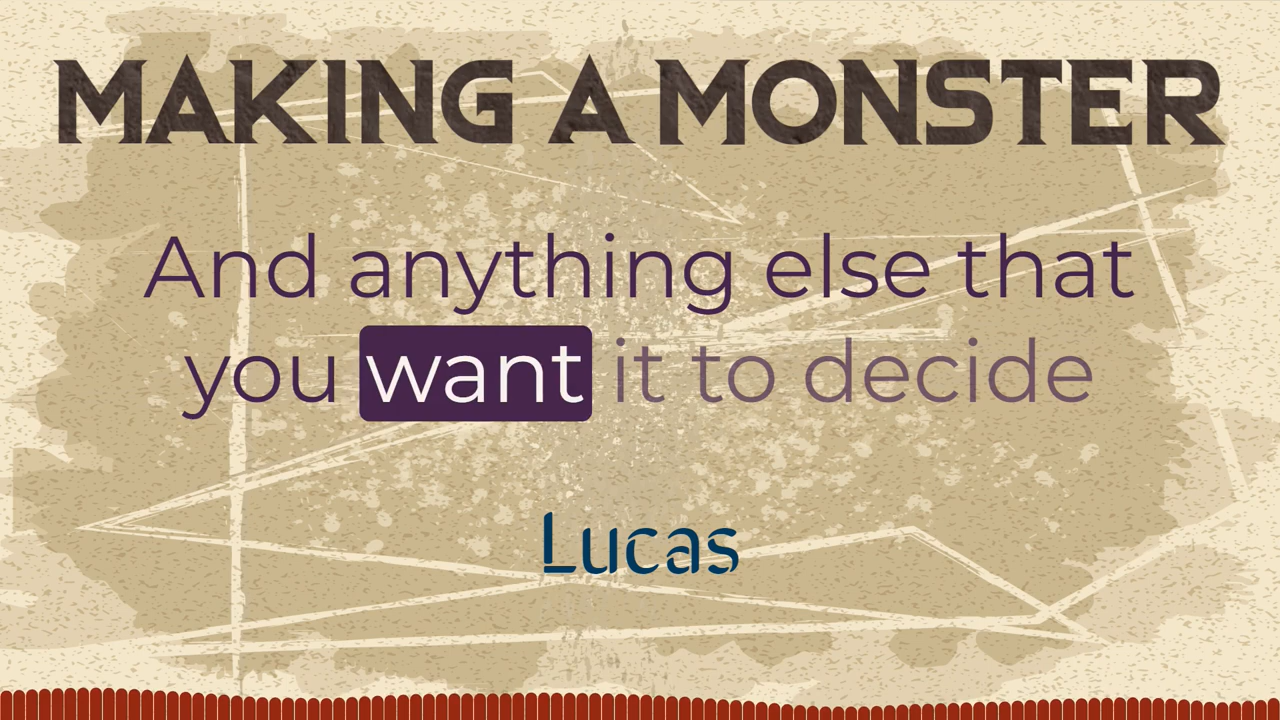 MAKING A MONSTER
And anything else that
you want it to decide
Lucas